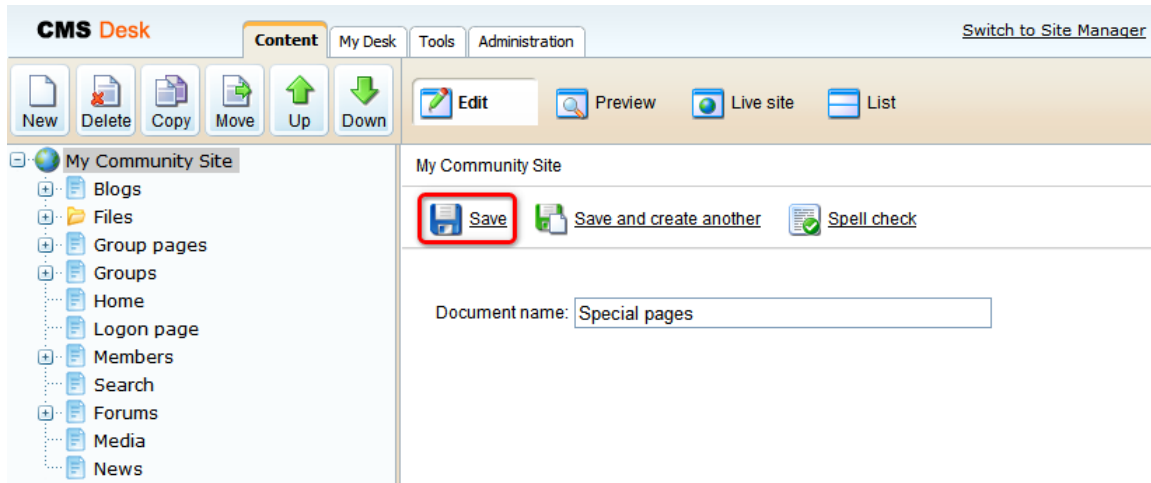 CMS Desk
Content
My Desk
Tools
Administration
Switch to Site Manager
New
Delete
Copy
Move
Up
Down
Edit
Preview
Live site
List
My Community Site
Blogs
Files
Group pages
Groups
Home
Logon page
Members
Search
Forums
Media
News
My Community Site
Save
Save and create another
Spell check
Document name: Special pages